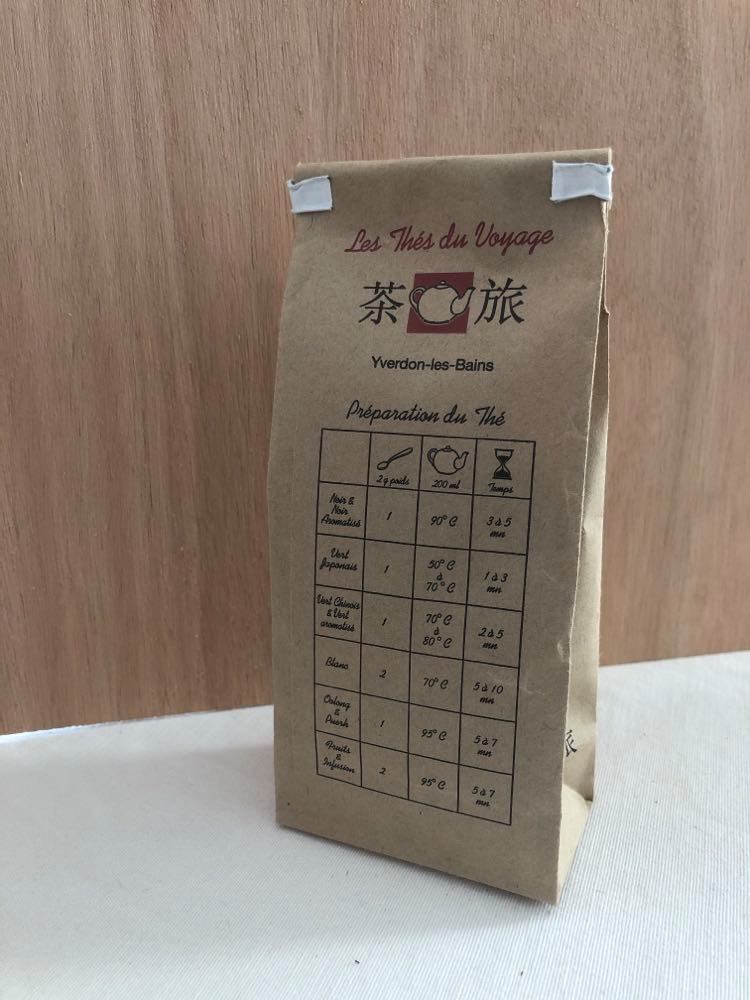 Les Thés du Voyage
茶 旅
Yverdon-les-Bains
Préparation du Thé
2 g poids 200 ml Temps
Noir &
Noir
Aromatisé
1 90° C 3 à 5
mn
Vert
Japonais
1 50° C
à
70° C
1 à 3
mn
Vert Chinois
& Vert
aromatisé
1 70° C
à
80° C
2 à 5
mn
Blanc 2 70° C 5 à 10
mn
Oolong
&
Puerh
1 95° C 5 à 7
mn
Fruits
&
Infusion
2 95° C 5 à 7
mn
旅